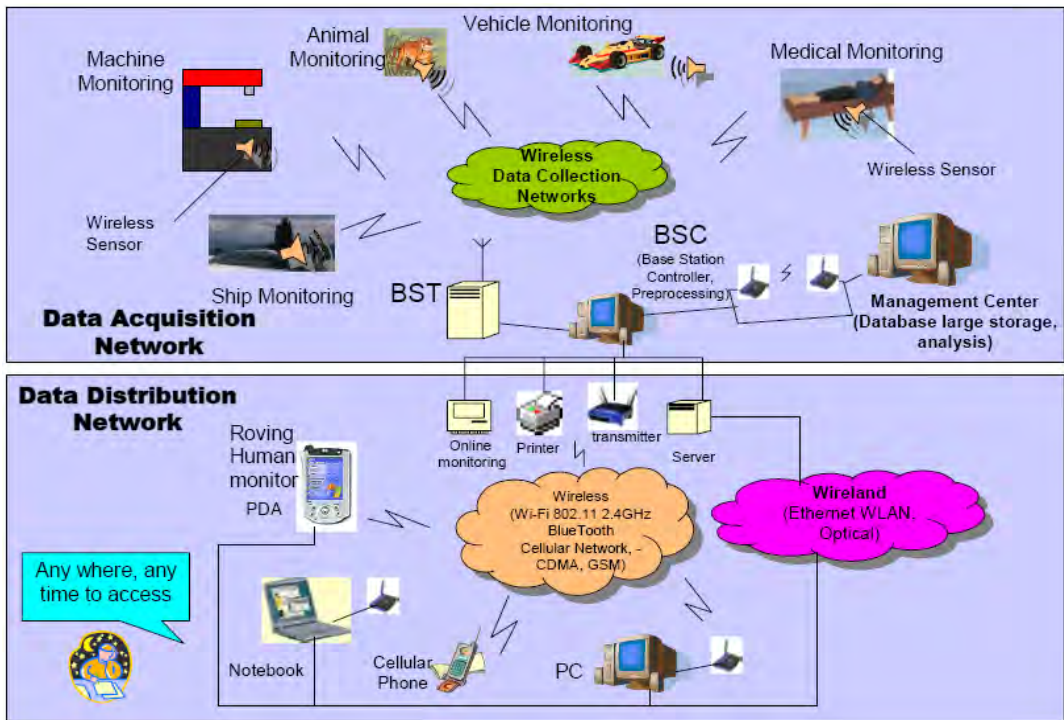 Vehicle Monitoring
Animal
Monitoring
Machine
Monitoring
Medical Monitoring
Wireless
Data Collection
Networks
Wireless Sensor
Wireless
Sensor
Ship Monitoring
BST
BSC
(Base Station
Controller,
Preprocessing)
Management Center
(Database large storage,
analysis)
Data Acquisition
Network
Data Distribution
Network
Online
monitoring
Printer
transmitter
Server
Roving
Human
monitor
PDA
Wireless
(Wi-Fi 802.11 2.4GHz
BlueTooth
Cellular Network, -
CDMA, GSM)
Wireland
(Ethernet WLAN,
Optical)
Any where, any
time to access
Notebook
Cellular
Phone
PC